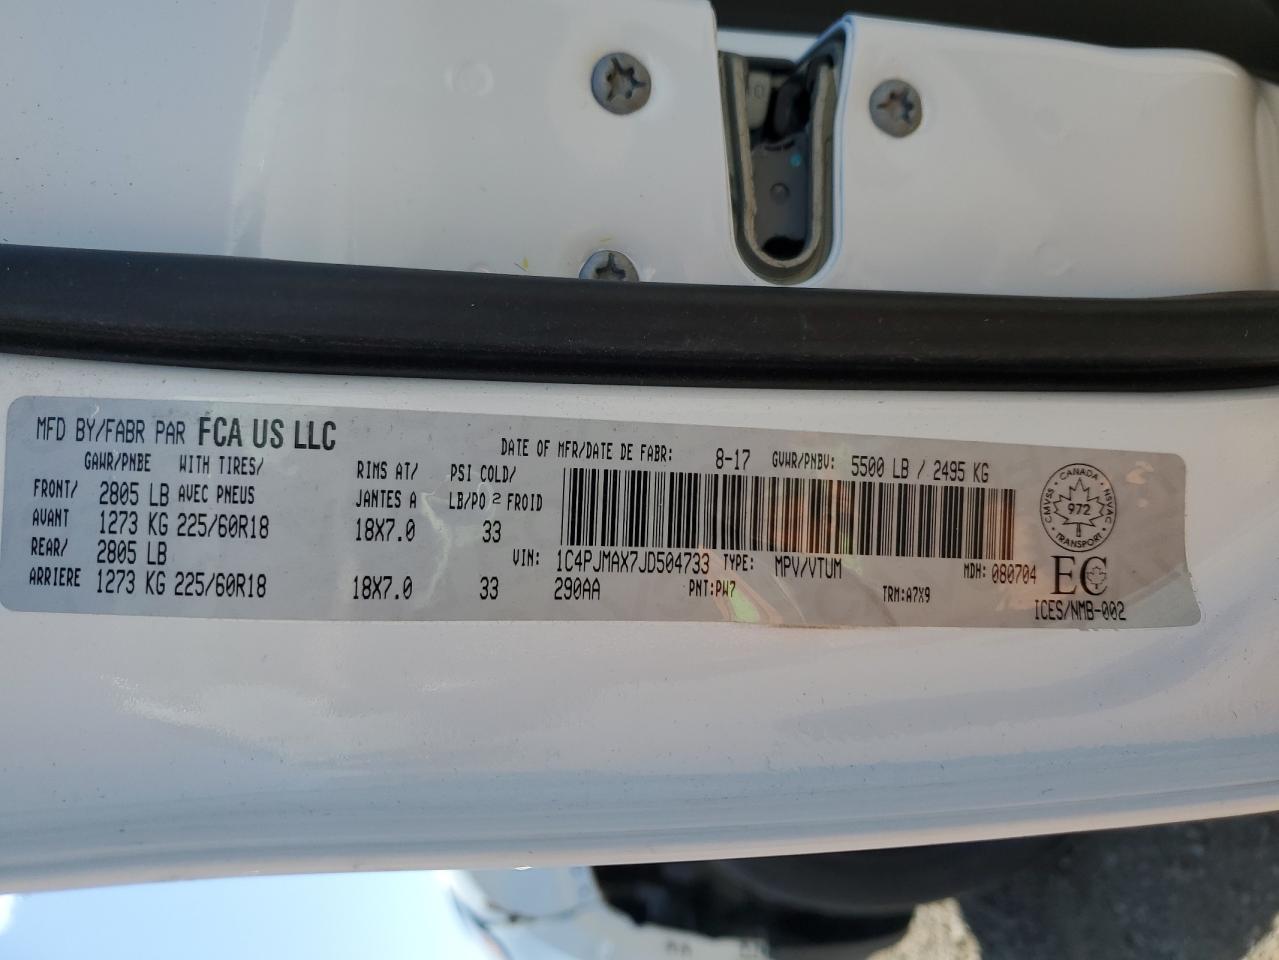 MFD BY/FABR PAR FCA US LLC DATE OF MFR/DATE DE FABR: 8-17 GVWR/PNBV: 5500 LB / 2495 KG
GAWR/PNBE WITH TIRES/ RIMS AT/ PSI COLD/
FRONT/ 2805 LB AVEC PNEUS JANTES A LB/PO 2 FROID
AVANT 1273 KG 225/60R18 18X7.0 33
REAR/ 2805 LB VIN: 1C4PJMAX7JD504733 TYPE: MPV/VTUM MDH: 080704
ARRIERE 1273 KG 225/60R18 18X7.0 33 290AA PNT:PW7 TRM:A7X9
CANADA
CMVSS 972 NSVAC
TRANSPORT
EC
ICES/NMB-002